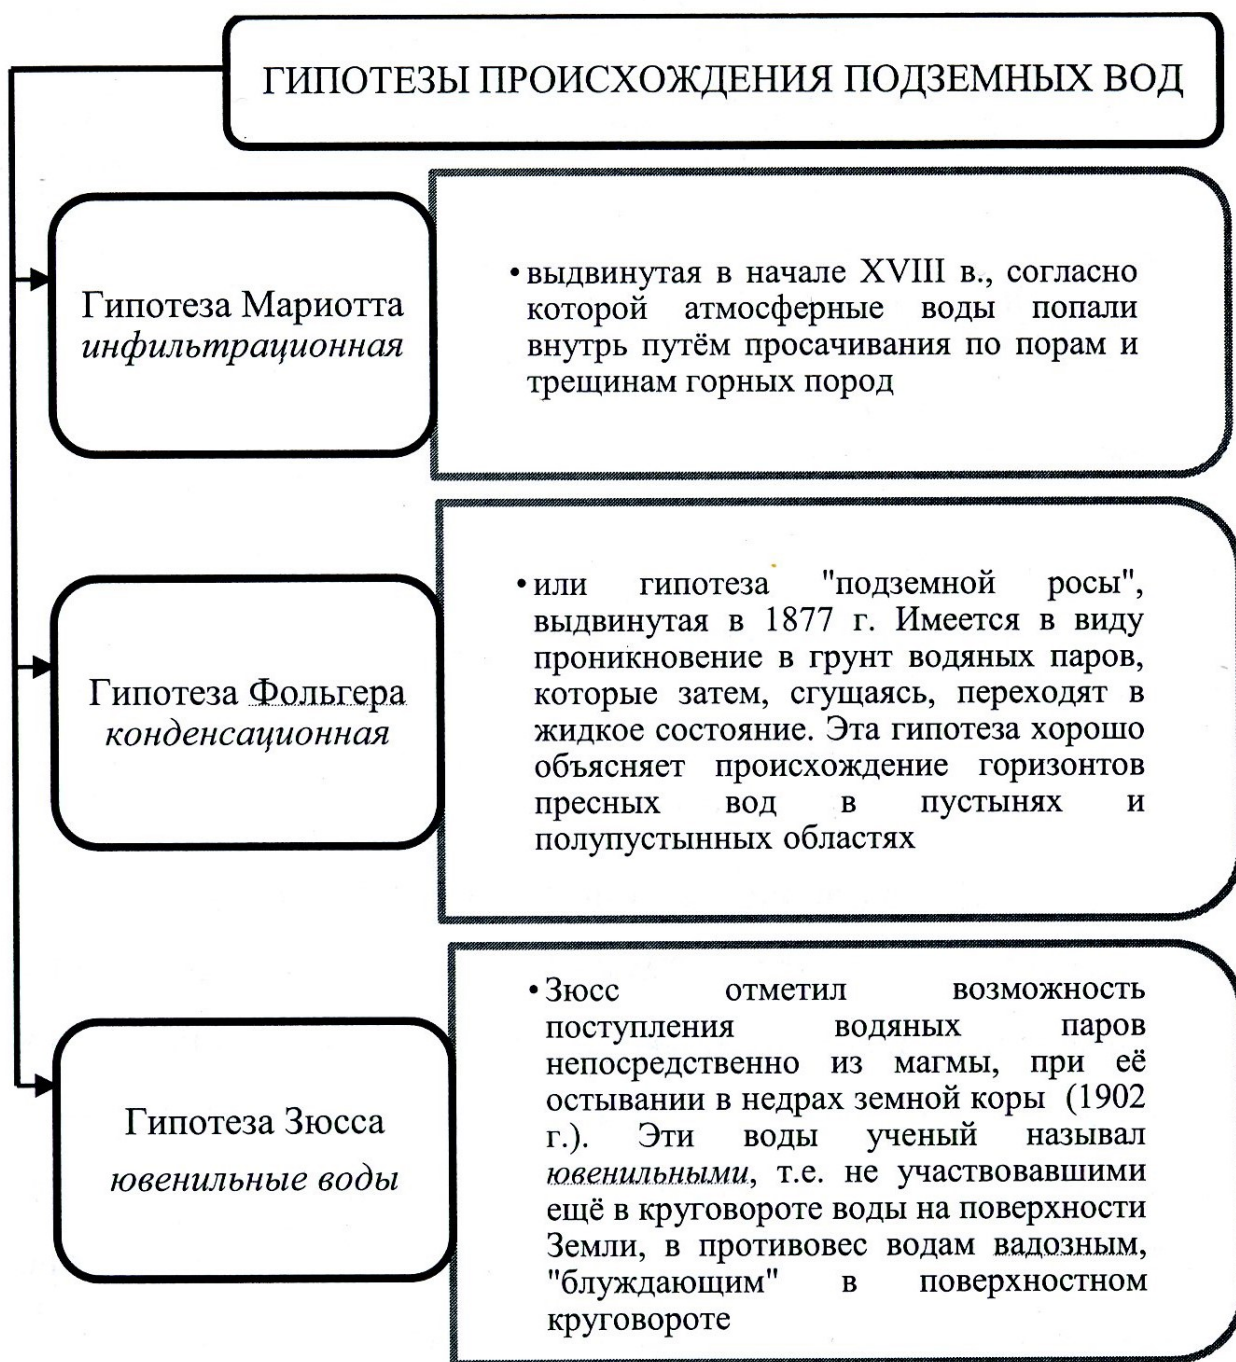 ГИПОТЕЗЫ ПРОИСХОЖДЕНИЯ ПОДЗЕМНЫХ ВОД
Гипотеза Мариотта
инфильтрационная
• выдвинутая в начале XVIII в., согласно
которой атмосферные воды попали
внутрь путём просачивания по порам и
трещинам горных пород
Гипотеза Фольгера
конденсационная
• или гипотеза "подземной росы",
выдвинутая в 1877 г. Имеется в виду
проникновение в грунт водяных паров,
которые затем, сгущаясь, переходят в
жидкое состояние. Эта гипотеза хорошо
объясняет происхождение горизонтов
пресных вод в пустынях и
полупустынных областях
Гипотеза Зюсса
ювенильные воды
• Зюсс отметил возможность
поступления водяных паров
непосредственно из магмы, при её
остывании в недрах земной коры (1902
г.). Эти воды ученый называл
ювенильными, т.е. не участвовавшими
ещё в круговороте воды на поверхности
Земли, в противовес водам вадозным,
"блуждающим" в поверхностном
круговороте